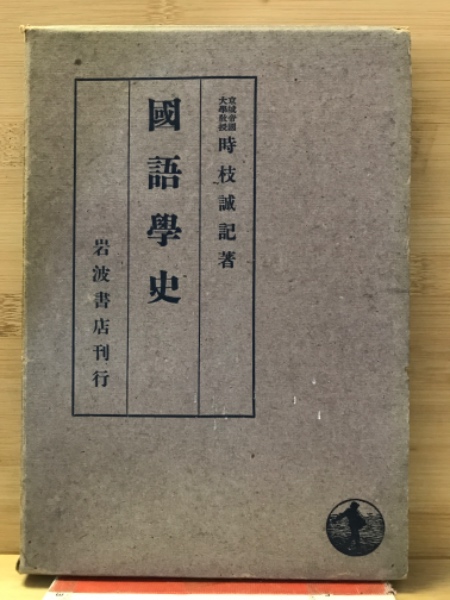 京城帝國
大學教授
時枝誠記著
國語學史
岩波書店刊行